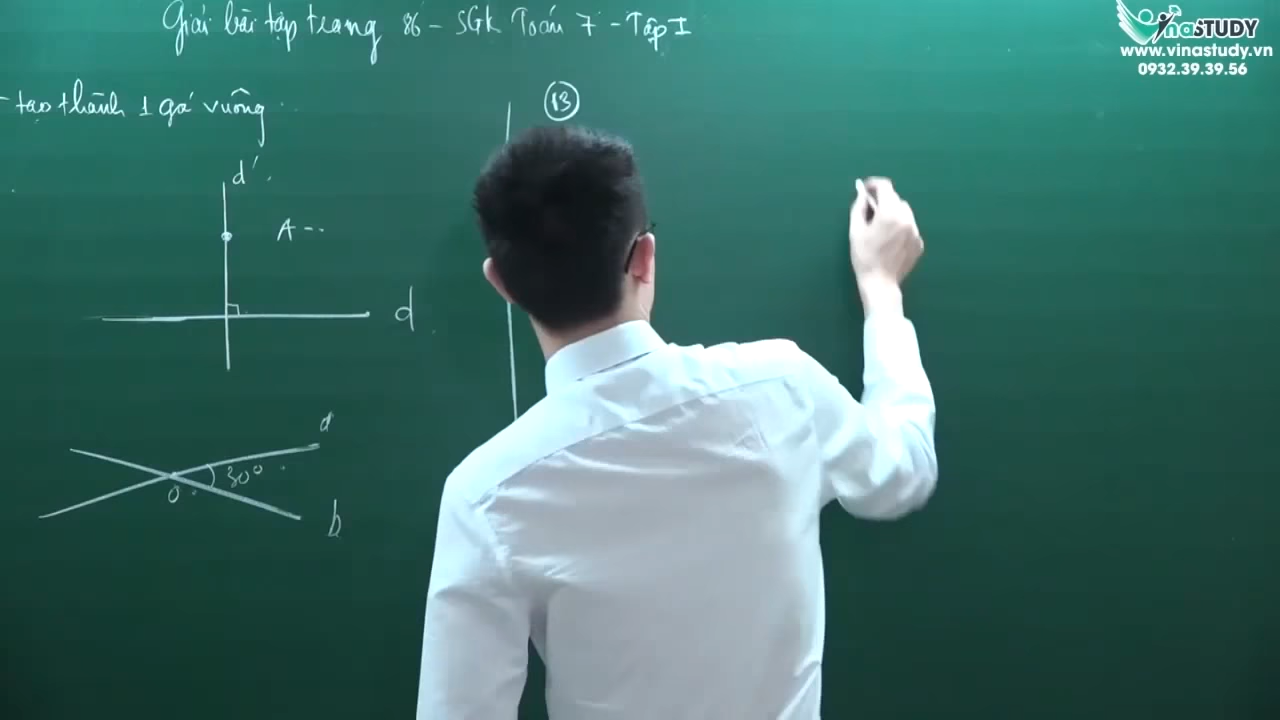 Giải bài tập trang 86 - SGK Toán 7 - Tập I
VinaSTUDY
www.vinastudy.vn
0932.39.39.56
- tạo thành 1 góc vuông
13
d'
A
d
a
30°
O
b